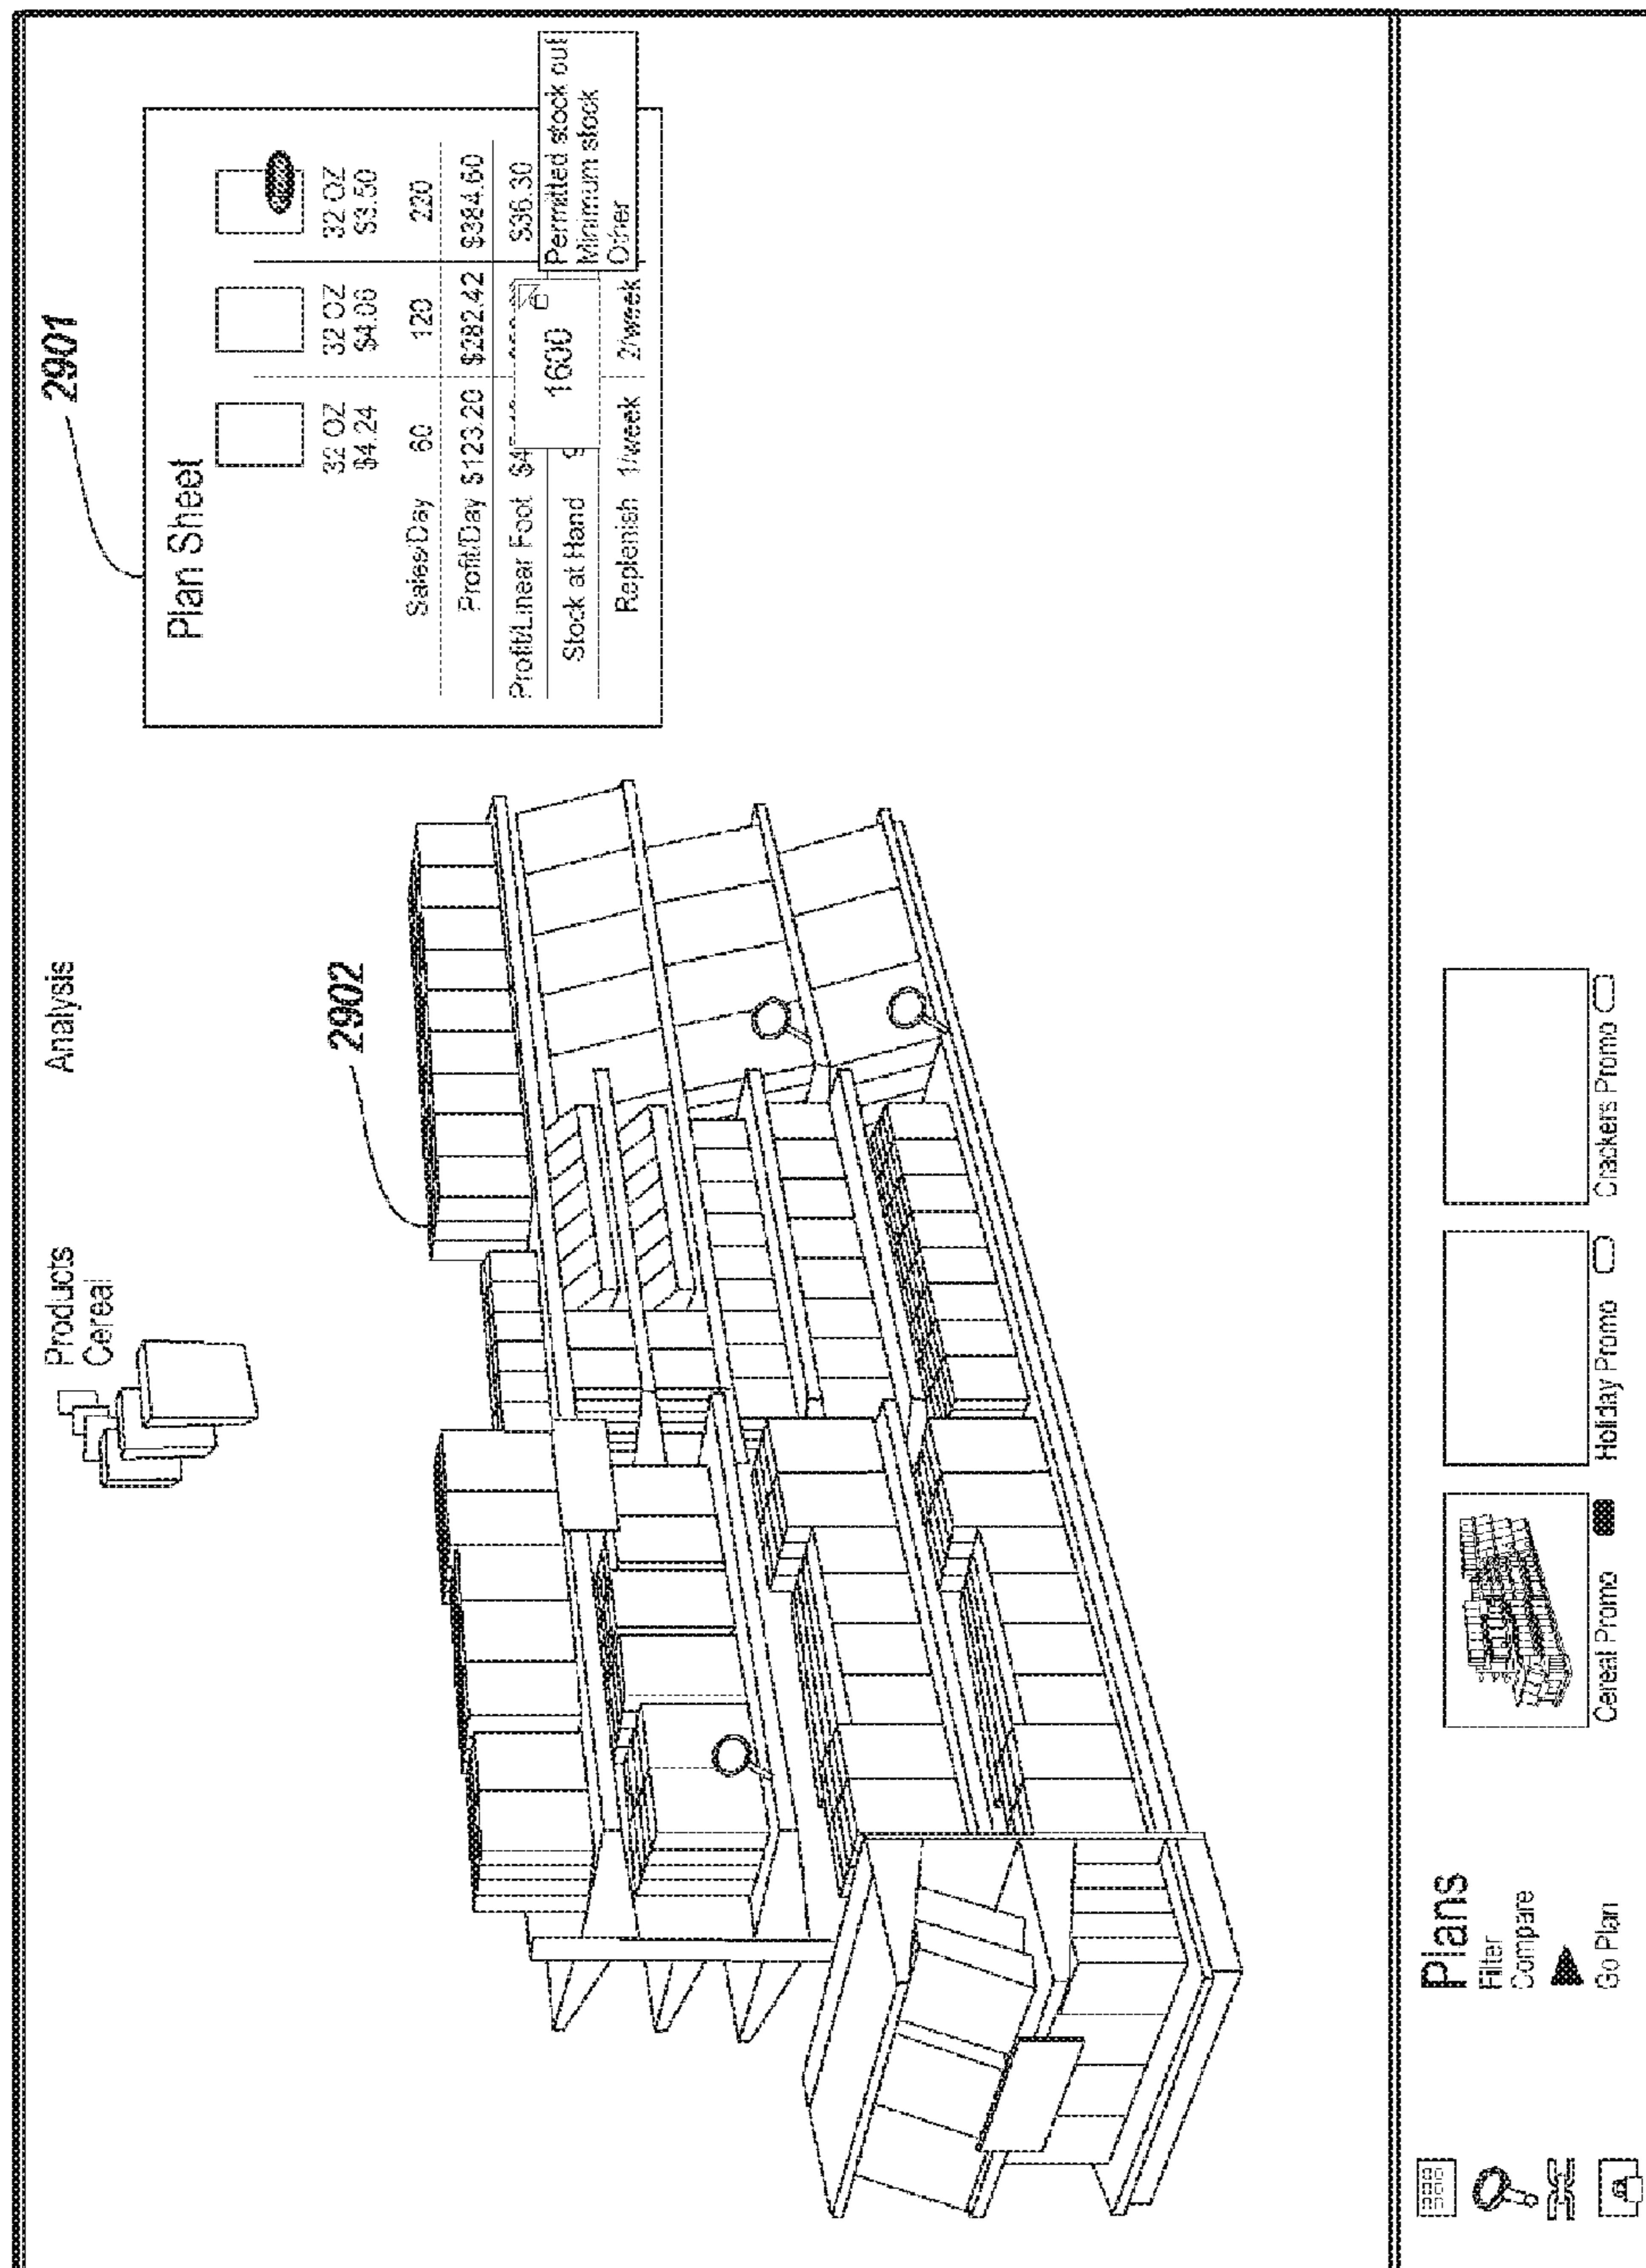 Products
Cereal
Analysis
2901
2902
Plan Sheet
32 OZ 32 OZ 32 OZ
$4.24 $4.06 $3.50
Sales/Day 60 120 220
Profit/Day $123.20 $282.42 $384.60
Profit/Linear Foot $36.30
Stock at Hand 1600
Permitted stock out
Minimum stock
Other
Replenish 1/week 2/week
Plans
Filter
Compare
Go Plan
Cereal Promo
Holiday Promo
Crackers Promo